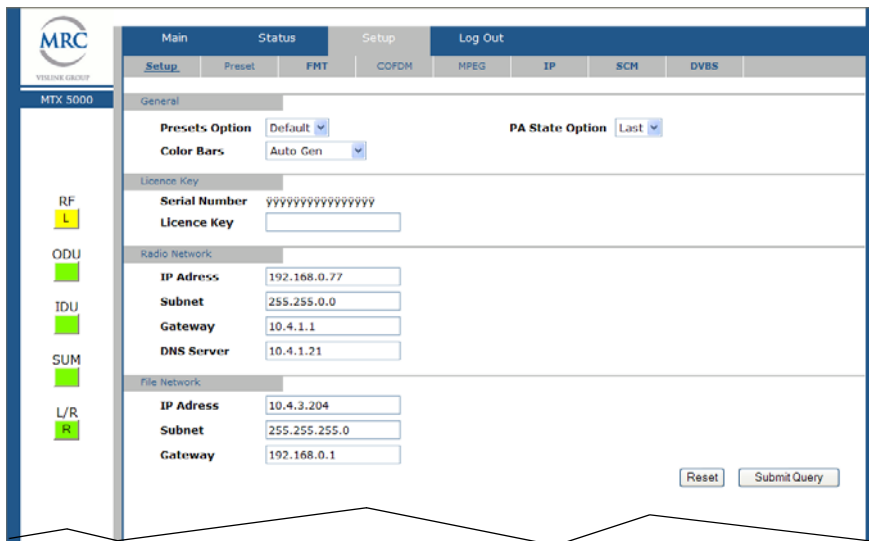 MRC
VISLINK GROUP
Main Status Setup Log Out
Setup Preset FMT COFDM MPEG IP SCM DVBS
MTX 5000
General
Presets Option Default PA State Option Last
Color Bars Auto Gen
Licence Key
Serial Number ÿÿÿÿÿÿÿÿÿÿÿÿÿÿÿÿ
Licence Key
RF
L
Radio Network
ODU
IP Adress 192.168.0.77
Subnet 255.255.0.0
IDU
Gateway 10.4.1.1
DNS Server 10.4.1.21
SUM
File Network
IP Adress 10.4.3.204
L/R
R
Subnet 255.255.255.0
Gateway 192.168.0.1
Reset Submit Query